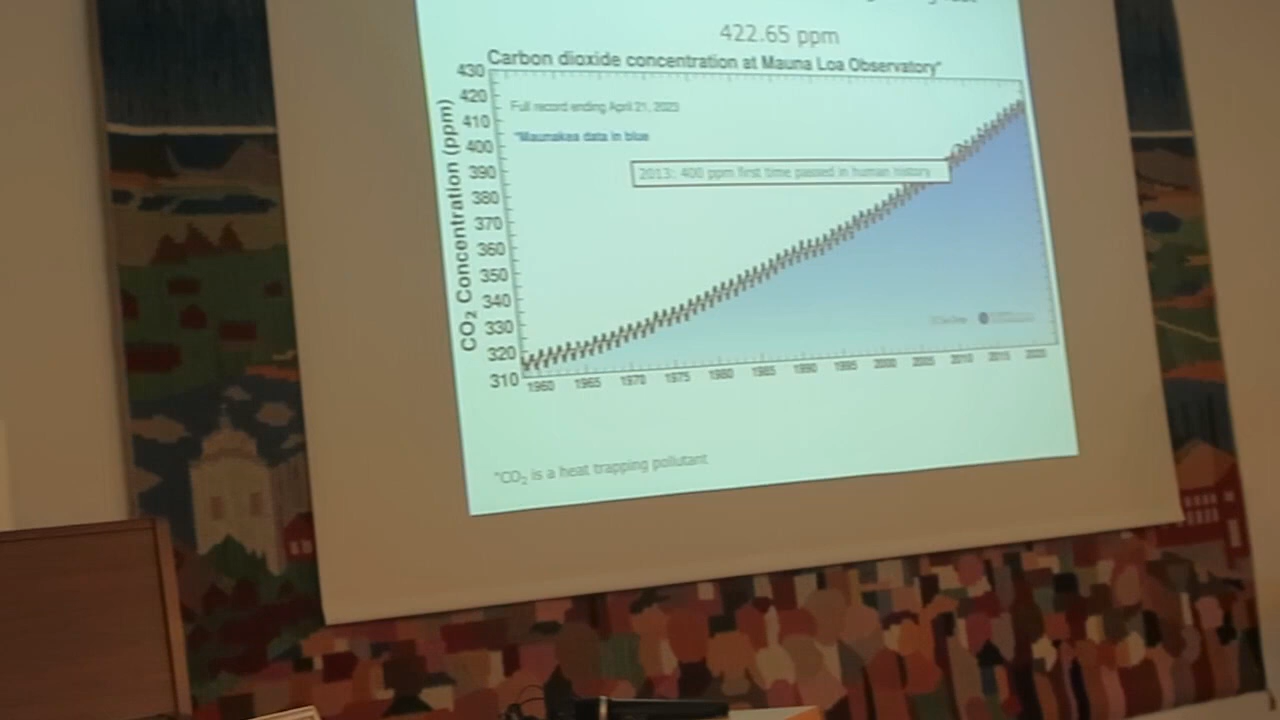 422.65 ppm
Carbon dioxide concentration at Mauna Loa Observatory*
430
420
410
400
390
380
370
360
350
340
330
320
310
CO2 Concentration (ppm)
Full record ending April 21, 2023
*Maunakea data in blue
2013: 400 ppm first time passed in human history
1960 1965 1970 1975 1980 1985 1990 1995 2000 2005 2010 2015 2020
*CO2 is a heat trapping pollutant